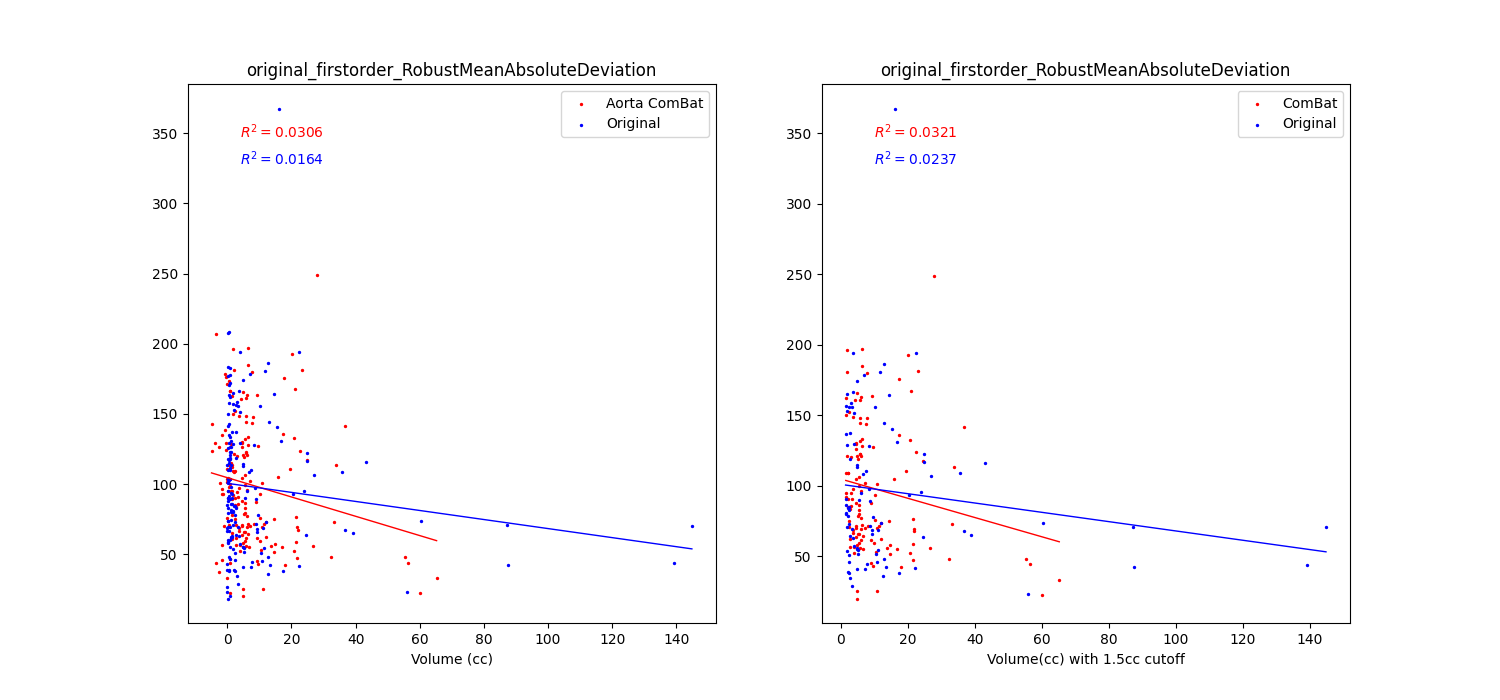 original_firstorder_RobustMeanAbsoluteDeviation
Aorta ComBat
Original
R² = 0.0306
R² = 0.0164
350
300
250
200
150
100
50
0 20 40 60 80 100 120 140
Volume (cc)
original_firstorder_RobustMeanAbsoluteDeviation
ComBat
Original
R² = 0.0321
R² = 0.0237
350
300
250
200
150
100
50
0 20 40 60 80 100 120 140
Volume(cc) with 1.5cc cutoff